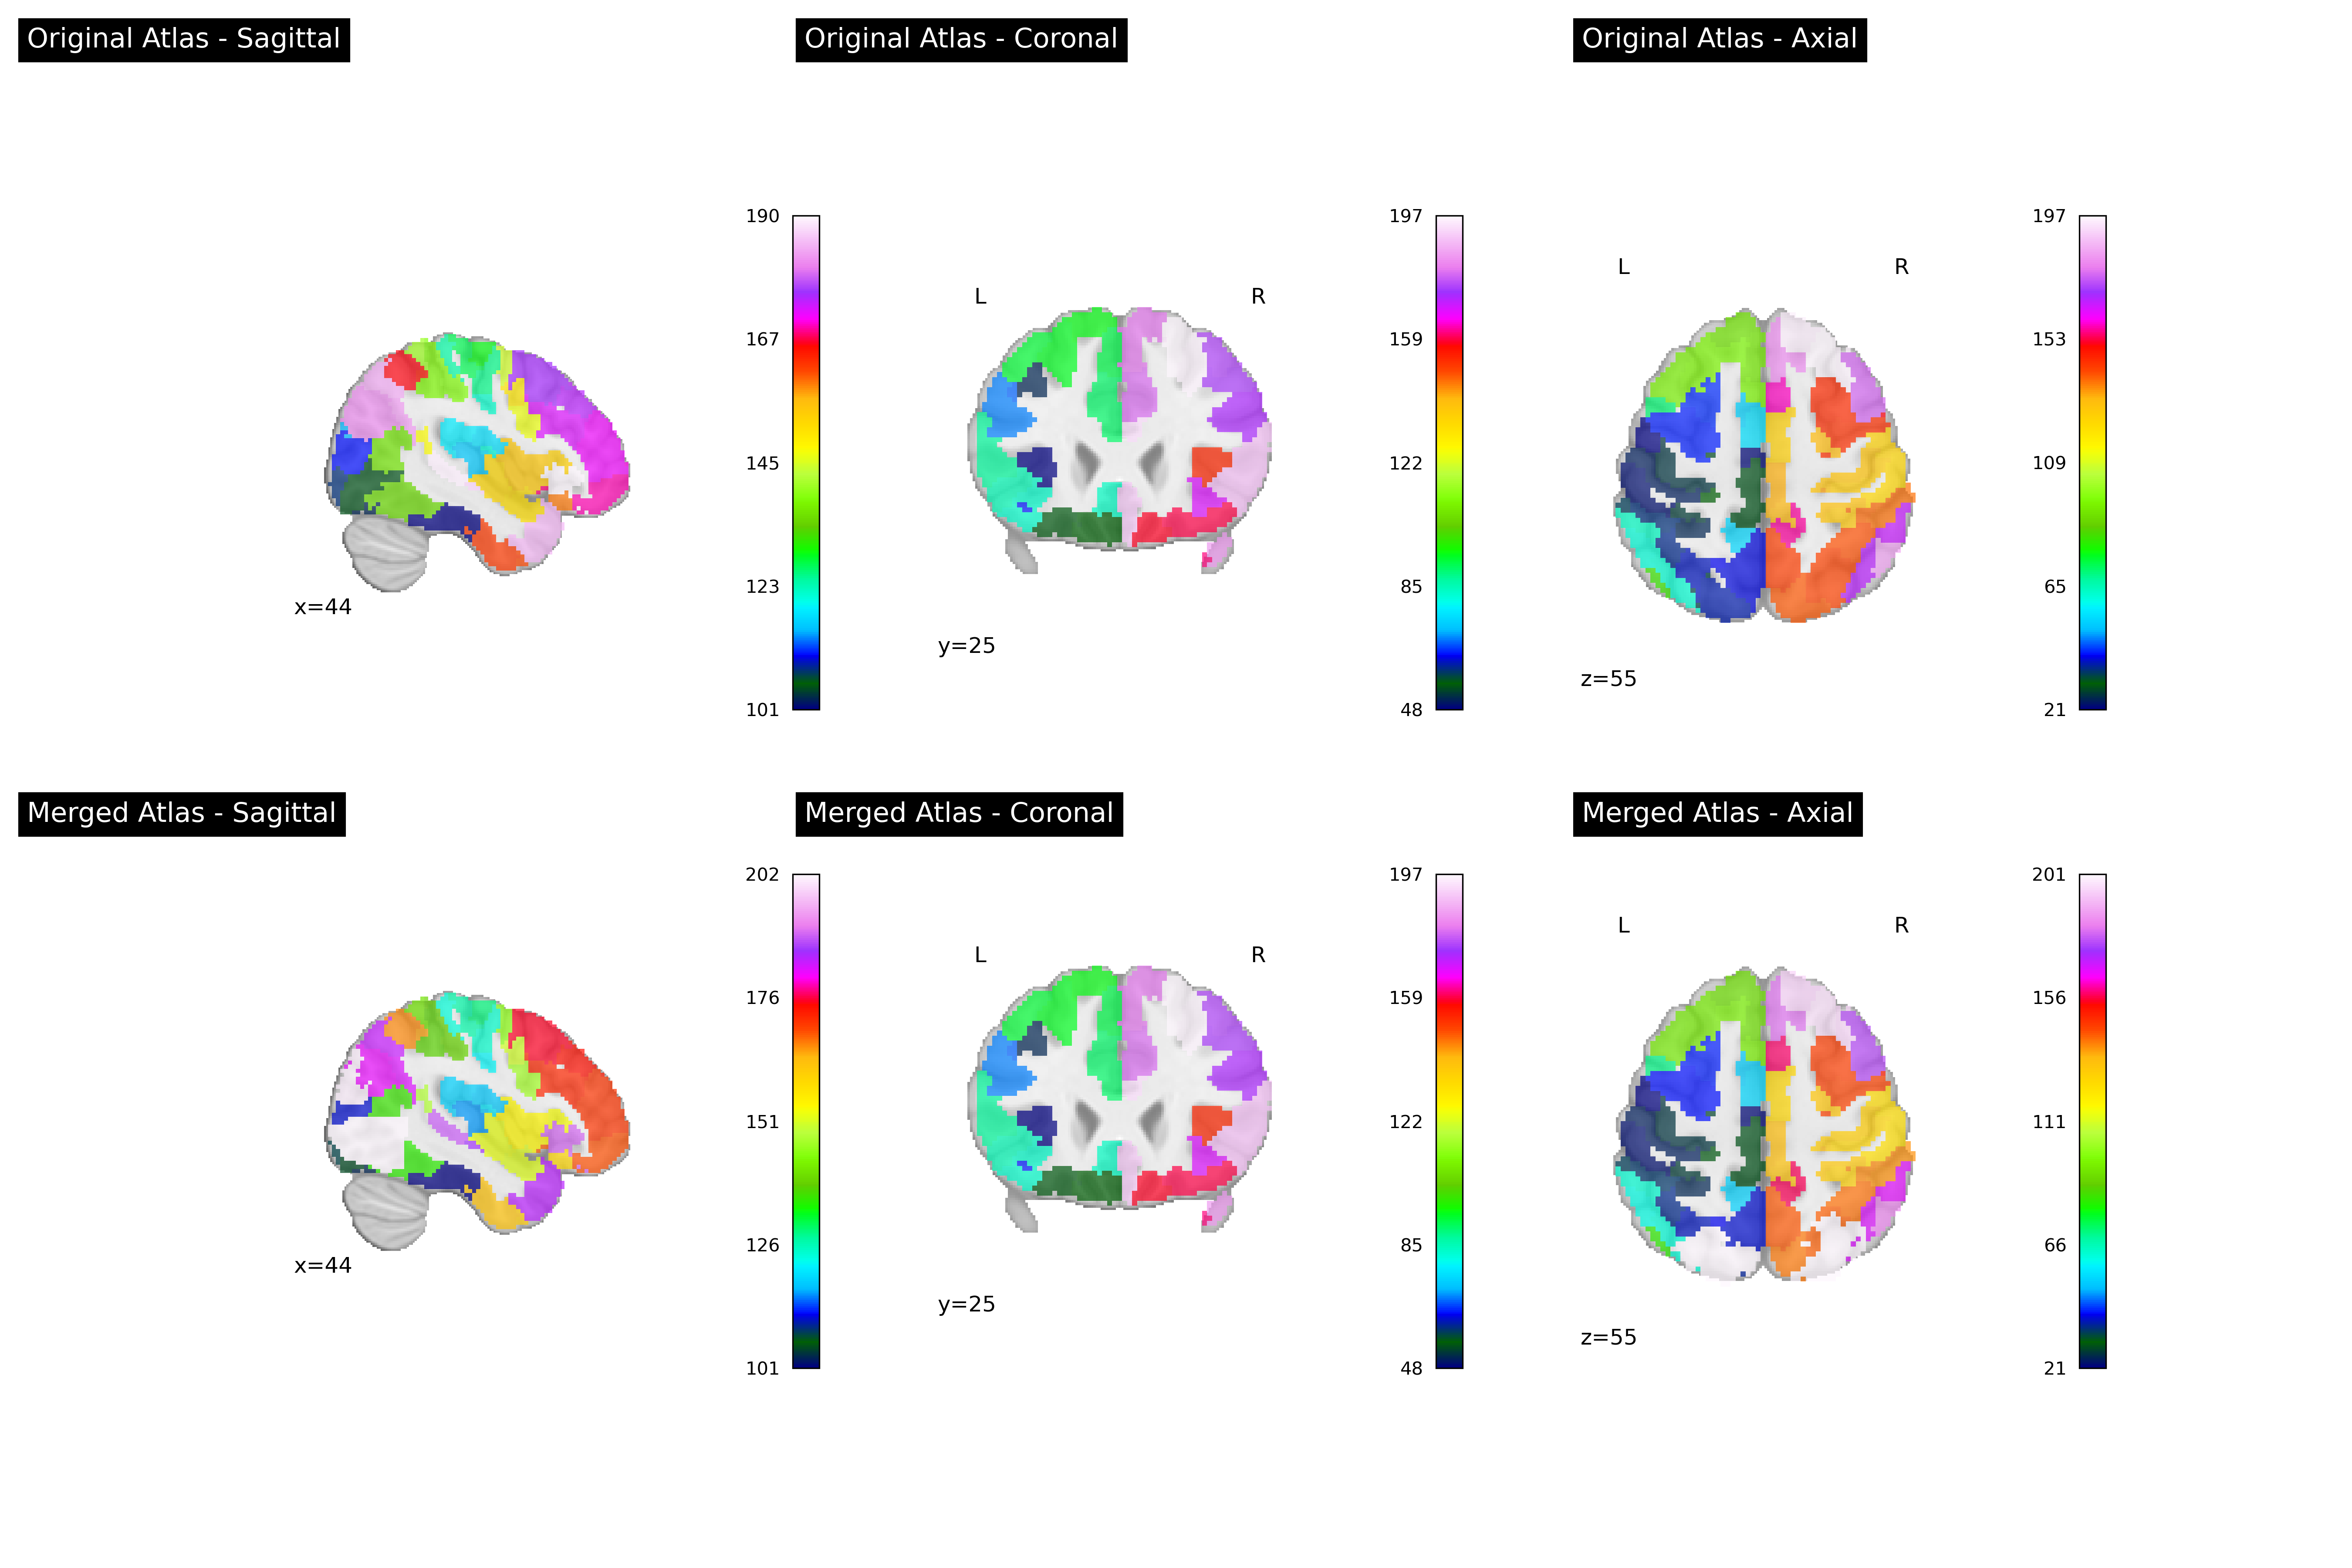 Original Atlas - Sagittal
Original Atlas - Coronal
Original Atlas - Axial
190
167
145
123
101
x=44
L R
197
159
122
85
48
y=25
L R
197
153
109
65
21
z=55
Merged Atlas - Sagittal
Merged Atlas - Coronal
Merged Atlas - Axial
202
176
151
126
101
x=44
L R
197
159
122
85
48
y=25
L R
201
156
111
66
21
z=55